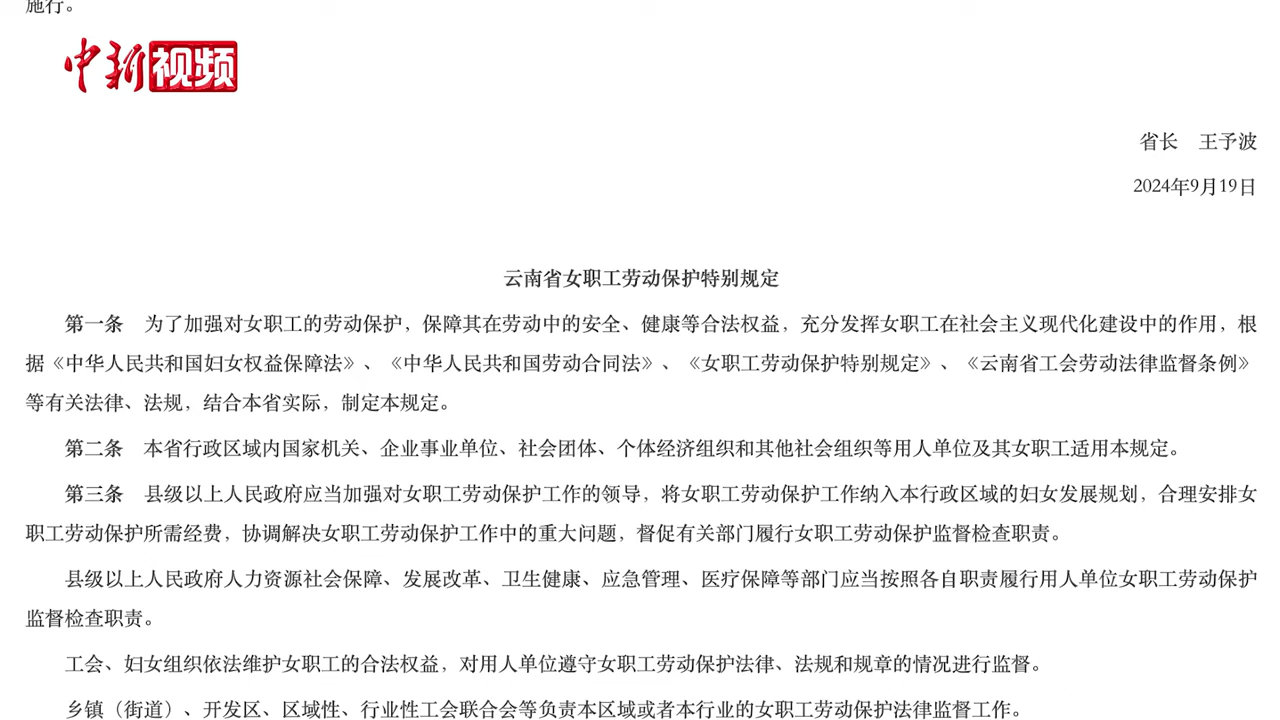 施行。
中新视频
省长　王予波
2024年9月19日
云南省女职工劳动保护特别规定
第一条　为了加强对女职工的劳动保护，保障其在劳动中的安全、健康等合法权益，充分发挥女职工在社会主义现代化建设中的作用，根
据《中华人民共和国妇女权益保障法》、《中华人民共和国劳动合同法》、《女职工劳动保护特别规定》、《云南省工会劳动法律监督条例》
等有关法律、法规，结合本省实际，制定本规定。
第二条　本省行政区域内国家机关、企业事业单位、社会团体、个体经济组织和其他社会组织等用人单位及其女职工适用本规定。
第三条　县级以上人民政府应当加强对女职工劳动保护工作的领导，将女职工劳动保护工作纳入本行政区域的妇女发展规划，合理安排女
职工劳动保护所需经费，协调解决女职工劳动保护工作中的重大问题，督促有关部门履行女职工劳动保护监督检查职责。
县级以上人民政府人力资源社会保障、发展改革、卫生健康、应急管理、医疗保障等部门应当按照各自职责履行用人单位女职工劳动保护
监督检查职责。
工会、妇女组织依法维护女职工的合法权益，对用人单位遵守女职工劳动保护法律、法规和规章的情况进行监督。
乡镇（街道）、开发区、区域性、行业性工会联合会等负责本区域或者本行业的女职工劳动保护法律监督工作。